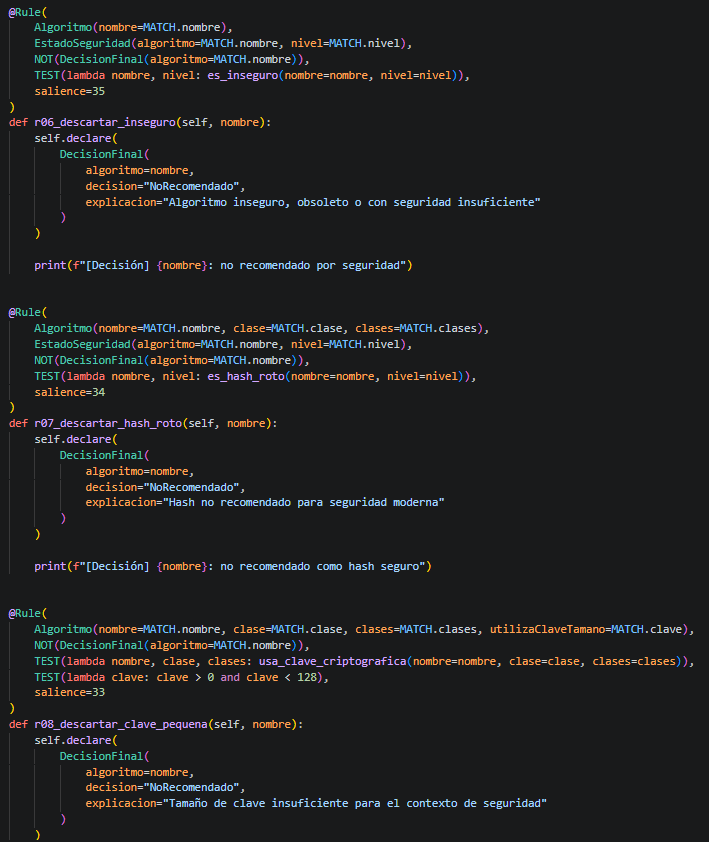 @Rule(
    Algoritmo(nombre=MATCH.nombre),
    EstadoSeguridad(algoritmo=MATCH.nombre, nivel=MATCH.nivel),
    NOT(DecisionFinal(algoritmo=MATCH.nombre)),
    TEST(lambda nombre, nivel: es_inseguro(nombre=nombre, nivel=nivel)),
    salience=35
)
def r06_descartar_inseguro(self, nombre):
    self.declare(
        DecisionFinal(
            algoritmo=nombre,
            decision="NoRecomendado",
            explicacion="Algoritmo inseguro, obsoleto o con seguridad insuficiente"
        )
    )

    print(f"[Decisión] {nombre}: no recomendado por seguridad")


@Rule(
    Algoritmo(nombre=MATCH.nombre, clase=MATCH.clase, clases=MATCH.clases),
    EstadoSeguridad(algoritmo=MATCH.nombre, nivel=MATCH.nivel),
    NOT(DecisionFinal(algoritmo=MATCH.nombre)),
    TEST(lambda nombre, nivel: es_hash_roto(nombre=nombre, nivel=nivel)),
    salience=34
)
def r07_descartar_hash_roto(self, nombre):
    self.declare(
        DecisionFinal(
            algoritmo=nombre,
            decision="NoRecomendado",
            explicacion="Hash no recomendado para seguridad moderna"
        )
    )

    print(f"[Decisión] {nombre}: no recomendado como hash seguro")


@Rule(
    Algoritmo(nombre=MATCH.nombre, clase=MATCH.clase, clases=MATCH.clases, utilizaClaveTamano=MATCH.clave),
    NOT(DecisionFinal(algoritmo=MATCH.nombre)),
    TEST(lambda nombre, clase, clases: usa_clave_criptografica(nombre=nombre, clase=clase, clases=clases)),
    TEST(lambda clave: clave > 0 and clave < 128),
    salience=33
)
def r08_descartar_clave_pequena(self, nombre):
    self.declare(
        DecisionFinal(
            algoritmo=nombre,
            decision="NoRecomendado",
            explicacion="Tamaño de clave insuficiente para el contexto de seguridad"
        )
    )